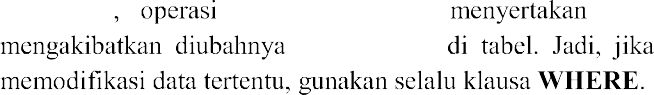 , operasi menyertakan
mengakibatkan diubahnya di tabel. Jadi, jika
memodifikasi data tertentu, gunakan selalu klausa WHERE.